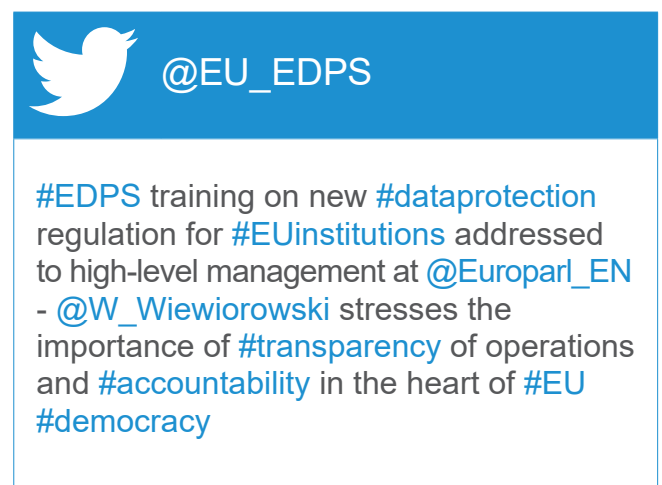 @EU_EDPS
#EDPS training on new #dataprotection
regulation for #EUinstitutions addressed
to high-level management at @Europarl_EN
- @W_Wiewiorowski stresses the
importance of #transparency of operations
and #accountability in the heart of #EU
#democracy